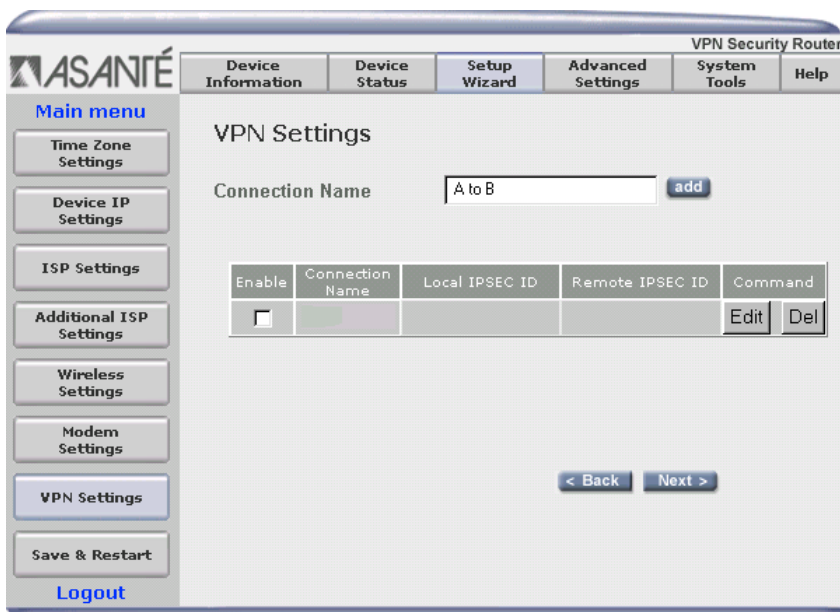 VPN Security Router
ASANTÉ
Device Information
Device Status
Setup Wizard
Advanced Settings
System Tools
Help
Main menu
Time Zone Settings
Device IP Settings
ISP Settings
Additional ISP Settings
Wireless Settings
Modem Settings
VPN Settings
Save & Restart
Logout
VPN Settings
Connection Name
A to B
add
Enable
Connection Name
Local IPSEC ID
Remote IPSEC ID
Command
Edit
Del
< Back
Next >